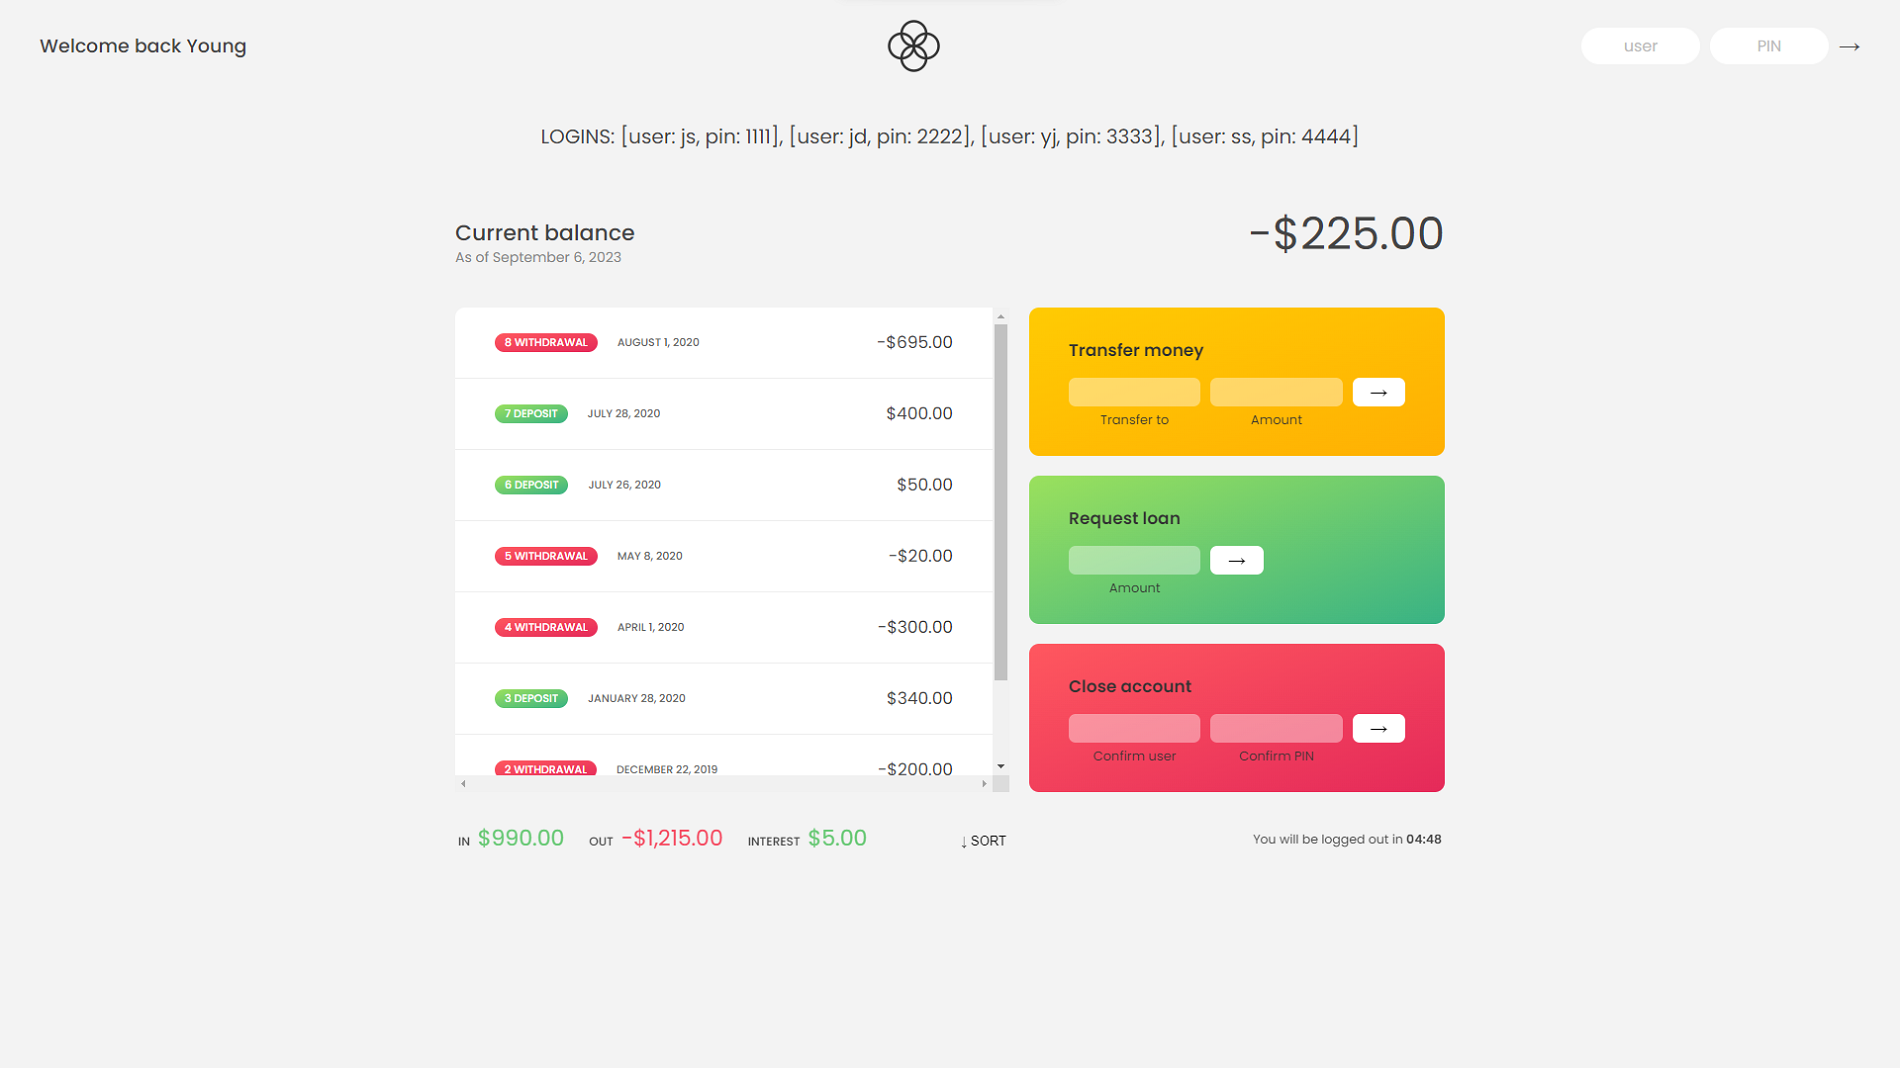 Welcome back Young
user
PIN
→
LOGINS: [user: js, pin: 1111], [user: jd, pin: 2222], [user: yj, pin: 3333], [user: ss, pin: 4444]
Current balance
As of September 6, 2023
-$225.00
8 WITHDRAWAL AUGUST 1, 2020 -$695.00
7 DEPOSIT JULY 28, 2020 $400.00
6 DEPOSIT JULY 26, 2020 $50.00
5 WITHDRAWAL MAY 8, 2020 -$20.00
4 WITHDRAWAL APRIL 1, 2020 -$300.00
3 DEPOSIT JANUARY 28, 2020 $340.00
2 WITHDRAWAL DECEMBER 22, 2019 -$200.00
Transfer money
→
Transfer to Amount
Request loan
→
Amount
Close account
→
Confirm user Confirm PIN
IN $990.00 OUT -$1,215.00 INTEREST $5.00 ↓ SORT
You will be logged out in 04:48